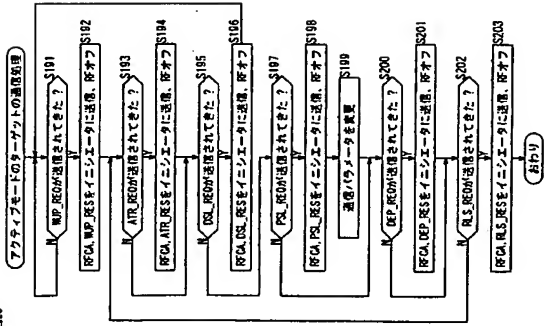 アクティブモードのターゲットの通信処理
S191
WUP_REQが送信されてきた？
N
Y
S192
RFCA, WUP_RESをイニシエータに送信、RFオフ
S193
ATR_REQが送信されてきた？
N
Y
S194
RFCA, ATR_RESをイニシエータに送信、RFオフ
S195
DSL_REQが送信されてきた？
N
Y
S196
RFCA, DSL_RESをイニシエータに送信、RFオフ
S197
PSL_REQが送信されてきた？
N
Y
S198
RFCA, PSL_RESをイニシエータに送信、RFオフ
S199
通信パラメータを変更
S200
DEP_REQが送信されてきた？
N
Y
S201
RFCA, DEP_RESをイニシエータに送信、RFオフ
S202
RLS_REQが送信されてきた？
N
Y
S203
RFCA, RLS_RESをイニシエータに送信、RFオフ
おわり